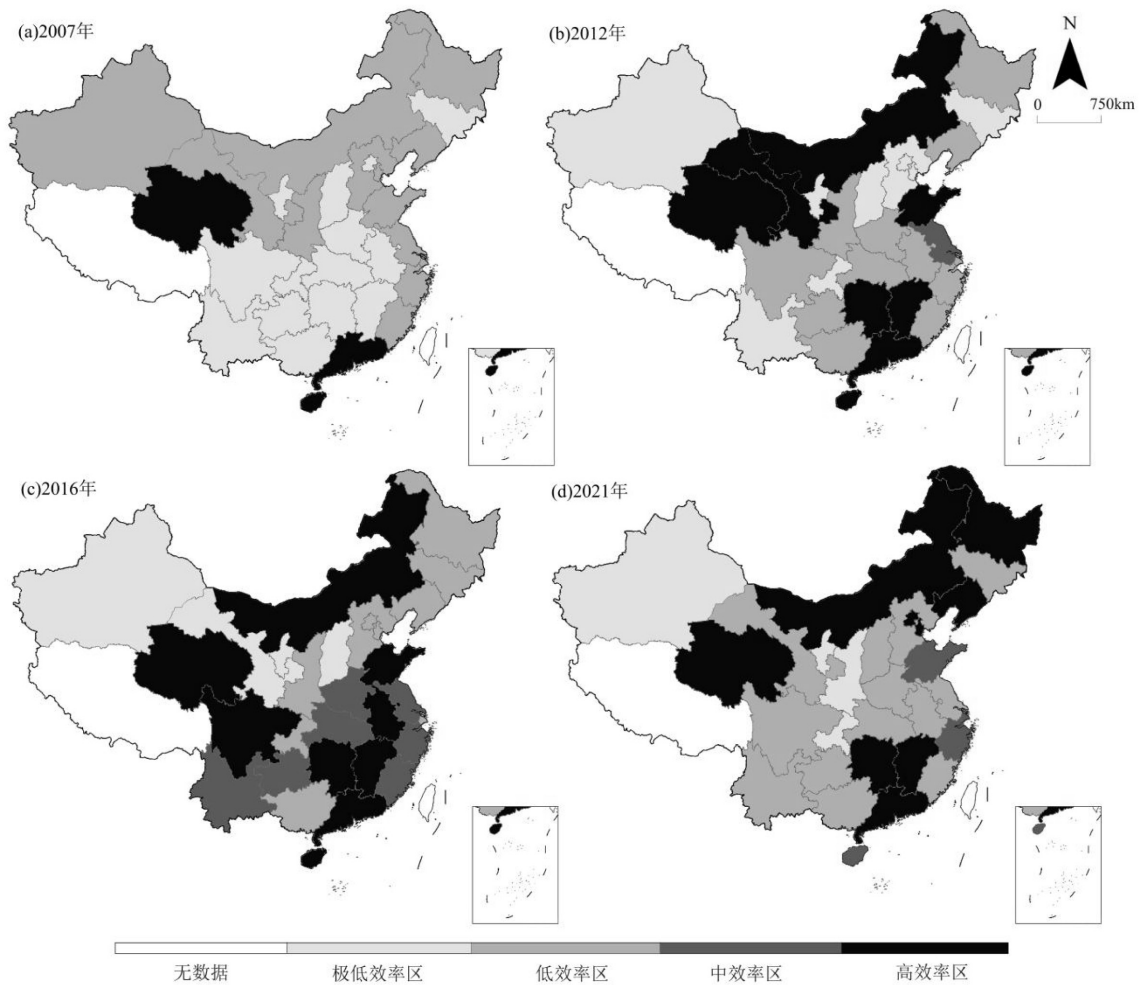 (a)2007年
(b)2012年
N
0 750km
(c)2016年
(d)2021年
无数据 极低效率区 低效率区 中效率区 高效率区